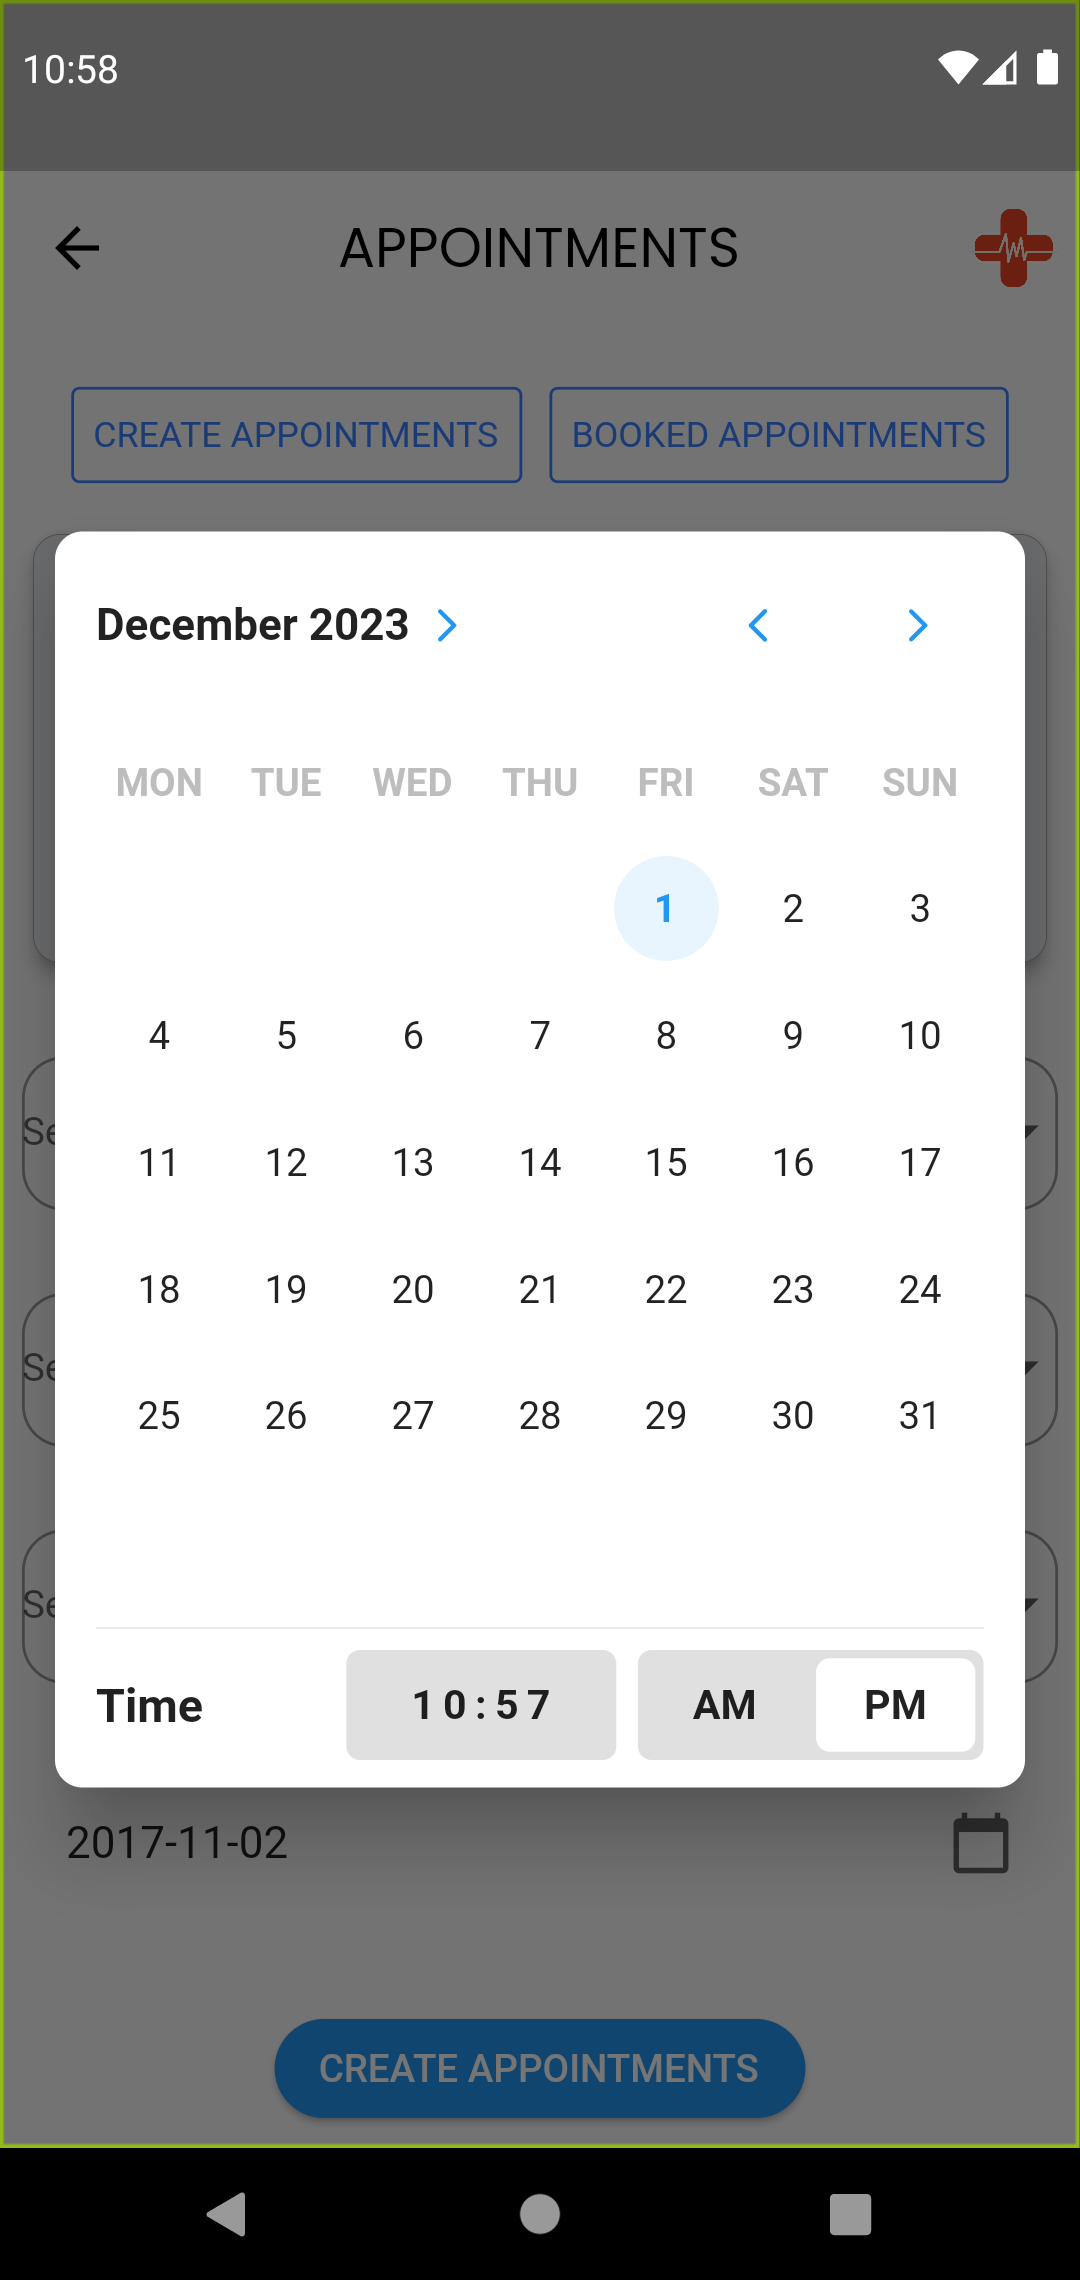 10:58
APPOINTMENTS
CREATE APPOINTMENTS BOOKED APPOINTMENTS
December 2023
MON TUE WED THU FRI SAT SUN
1 2 3
4 5 6 7 8 9 10
11 12 13 14 15 16 17
18 19 20 21 22 23 24
25 26 27 28 29 30 31
Time 10:57 AM PM
2017-11-02
CREATE APPOINTMENTS